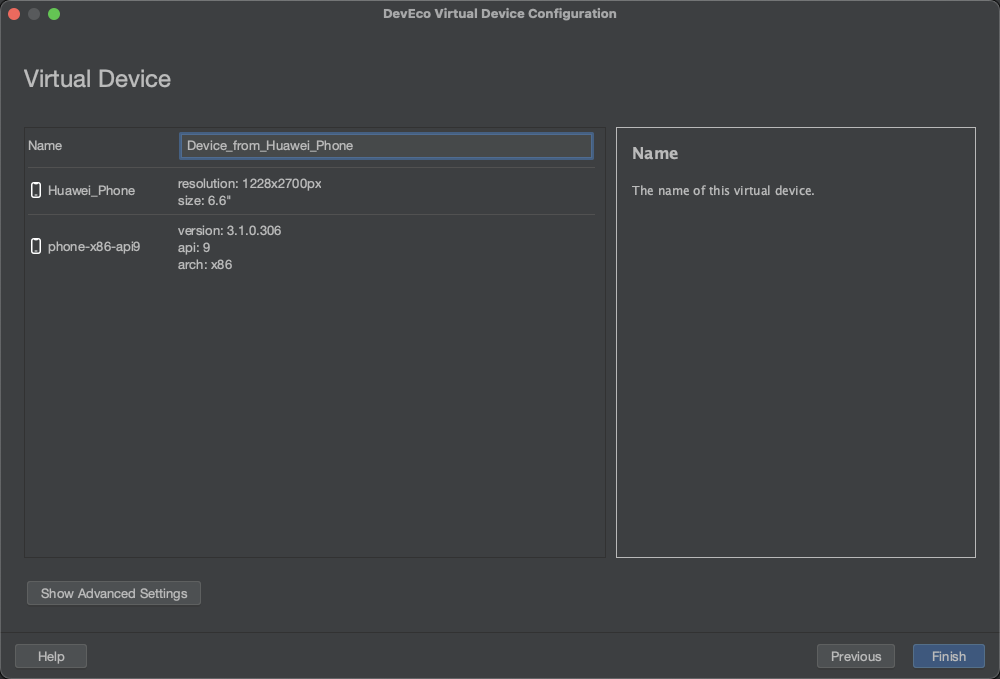 DevEco Virtual Device Configuration
Virtual Device
Name
Device_from_Huawei_Phone
Huawei_Phone
resolution: 1228x2700px
size: 6.6"
phone-x86-api9
version: 3.1.0.306
api: 9
arch: x86
Name
The name of this virtual device.
Show Advanced Settings
Help
Previous
Finish